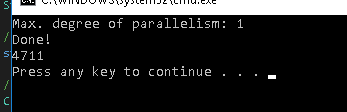 C:\WINDOWS\system32\cmd.exe
Max. degree of parallelism: 1
Done!
4711
Press any key to continue . . .